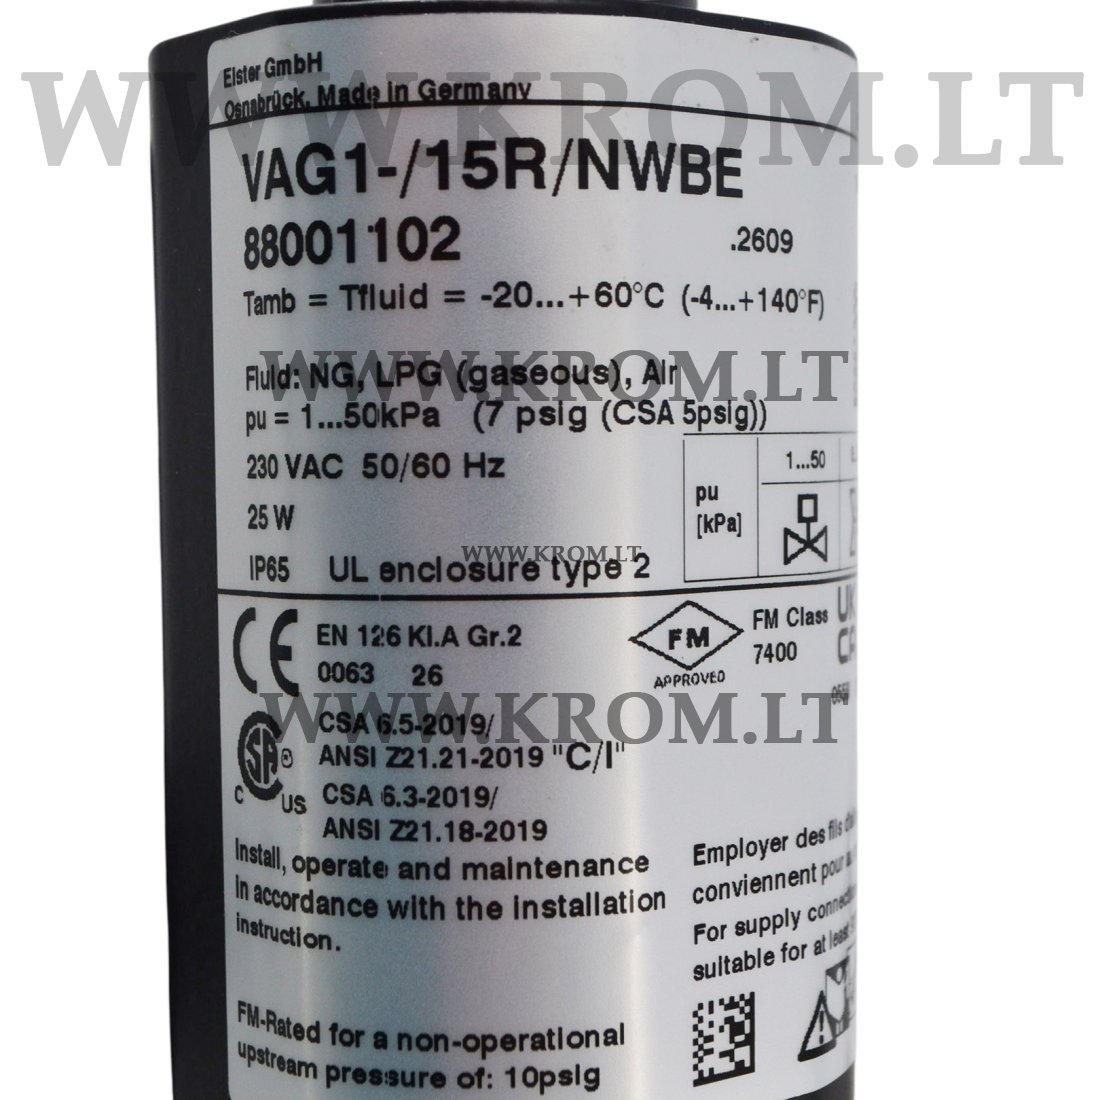 WWW.KROM.LT
Elster GmbH
Osnabrück, Made in Germany
VAG1-/15R/NWBE
88001102 .2609
Tamb = Tfluid = -20...+60°C (-4...+140°F)
WWW.KROM.LT
Fluid: NG, LPG (gaseous), Air
pu = 1...50kPa (7 psig (CSA 5psig))
230 VAC 50/60 Hz
25 W
IP65 UL enclosure type 2
pu
[kPa]
1...50
WWW.KROM.LT
CE EN 126 Kl.A Gr.2
0063 26
FM
APPROVED
FM Class
7400
UK
CA
WWW.KROM.LT
CSA 6.5-2019/
ANSI Z21.21-2019 "C/I"
CSA 6.3-2019/
ANSI Z21.18-2019
SA ®
C US
Install, operate and maintenance
in accordance with the installation
instruction.
Employer des fils
conviennent pour
For supply
suitable for at least
FM-Rated for a non-operational
upstream pressure of: 10psig